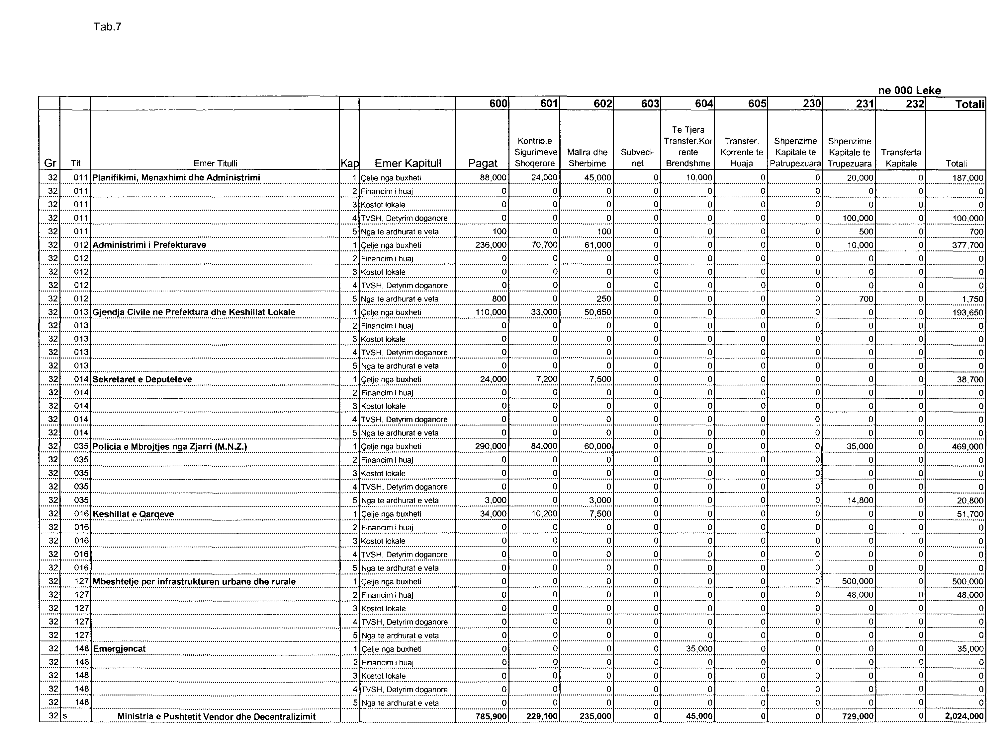 Tab.7
ne 000 Leke
600 601 602 603 604 605 230 231 232 Totali
Gr Tit Emer Titulli Kap Emer Kapitull Pagat Kontrib.e Sigurimeve Shoqerore Mallra dhe Sherbime Subveci-net Te Tjera Transfer.Korrente Brendshme Transfer. Korrente te Huaja Shpenzime Kapitale te Patrupezuara Shpenzime Kapitale te Trupezuara Transferta Kapitale Totali
32 011 Planifikimi, Menaxhimi dhe Administrimi 1 Çelje nga buxheti 88,000 24,000 45,000 0 10,000 0 0 20,000 0 187,000
32 011 2 Financim i huaj 0 0 0 0 0 0 0 0 0 0
32 011 3 Kostot lokale 0 0 0 0 0 0 0 0 0 0
32 011 4 TVSH, Detyrim doganore 0 0 0 0 0 0 0 100,000 0 100,000
32 011 5 Nga te ardhurat e veta 100 0 100 0 0 0 0 500 0 700
32 012 Administrimi i Prefekturave 1 Çelje nga buxheti 236,000 70,700 61,000 0 0 0 0 10,000 0 377,700
32 012 2 Financim i huaj 0 0 0 0 0 0 0 0 0 0
32 012 3 Kostot lokale 0 0 0 0 0 0 0 0 0 0
32 012 4 TVSH, Detyrim doganore 0 0 0 0 0 0 0 0 0 0
32 012 5 Nga te ardhurat e veta 800 0 250 0 0 0 0 700 0 1,750
32 013 Gjendja Civile ne Prefektura dhe Keshillat Lokale 1 Çelje nga buxheti 110,000 33,000 50,650 0 0 0 0 0 0 193,650
32 013 2 Financim i huaj 0 0 0 0 0 0 0 0 0 0
32 013 3 Kostot lokale 0 0 0 0 0 0 0 0 0 0
32 013 4 TVSH, Detyrim doganore 0 0 0 0 0 0 0 0 0 0
32 013 5 Nga te ardhurat e veta 0 0 0 0 0 0 0 0 0 0
32 014 Sekretaret e Deputeteve 1 Çelje nga buxheti 24,000 7,200 7,500 0 0 0 0 0 0 38,700
32 014 2 Financim i huaj 0 0 0 0 0 0 0 0 0 0
32 014 3 Kostot lokale 0 0 0 0 0 0 0 0 0 0
32 014 4 TVSH, Detyrim doganore 0 0 0 0 0 0 0 0 0 0
32 014 5 Nga te ardhurat e veta 0 0 0 0 0 0 0 0 0 0
32 035 Policia e Mbrojtjes nga Zjarri (M.N.Z.) 1 Çelje nga buxheti 290,000 84,000 60,000 0 0 0 0 35,000 0 469,000
32 035 2 Financim i huaj 0 0 0 0 0 0 0 0 0 0
32 035 3 Kostot lokale 0 0 0 0 0 0 0 0 0 0
32 035 4 TVSH, Detyrim doganore 0 0 0 0 0 0 0 0 0 0
32 035 5 Nga te ardhurat e veta 3,000 0 3,000 0 0 0 0 14,800 0 20,800
32 016 Keshillat e Qarqeve 1 Çelje nga buxheti 34,000 10,200 7,500 0 0 0 0 0 0 51,700
32 016 2 Financim i huaj 0 0 0 0 0 0 0 0 0 0
32 016 3 Kostot lokale 0 0 0 0 0 0 0 0 0 0
32 016 4 TVSH, Detyrim doganore 0 0 0 0 0 0 0 0 0 0
32 016 5 Nga te ardhurat e veta 0 0 0 0 0 0 0 0 0 0
32 127 Mbeshtetje per infrastrukturen urbane dhe rurale 1 Çelje nga buxheti 0 0 0 0 0 0 0 500,000 0 500,000
32 127 2 Financim i huaj 0 0 0 0 0 0 0 48,000 0 48,000
32 127 3 Kostot lokale 0 0 0 0 0 0 0 0 0 0
32 127 4 TVSH, Detyrim doganore 0 0 0 0 0 0 0 0 0 0
32 127 5 Nga te ardhurat e veta 0 0 0 0 0 0 0 0 0 0
32 148 Emergjencat 1 Çelje nga buxheti 0 0 0 0 35,000 0 0 0 0 35,000
32 148 2 Financim i huaj 0 0 0 0 0 0 0 0 0 0
32 148 3 Kostot lokale 0 0 0 0 0 0 0 0 0 0
32 148 4 TVSH, Detyrim doganore 0 0 0 0 0 0 0 0 0 0
32 148 5 Nga te ardhurat e veta 0 0 0 0 0 0 0 0 0 0
32 s Ministria e Pushtetit Vendor dhe Decentralizimit 785,900 229,100 235,000 0 45,000 0 0 729,000 0 2,024,000